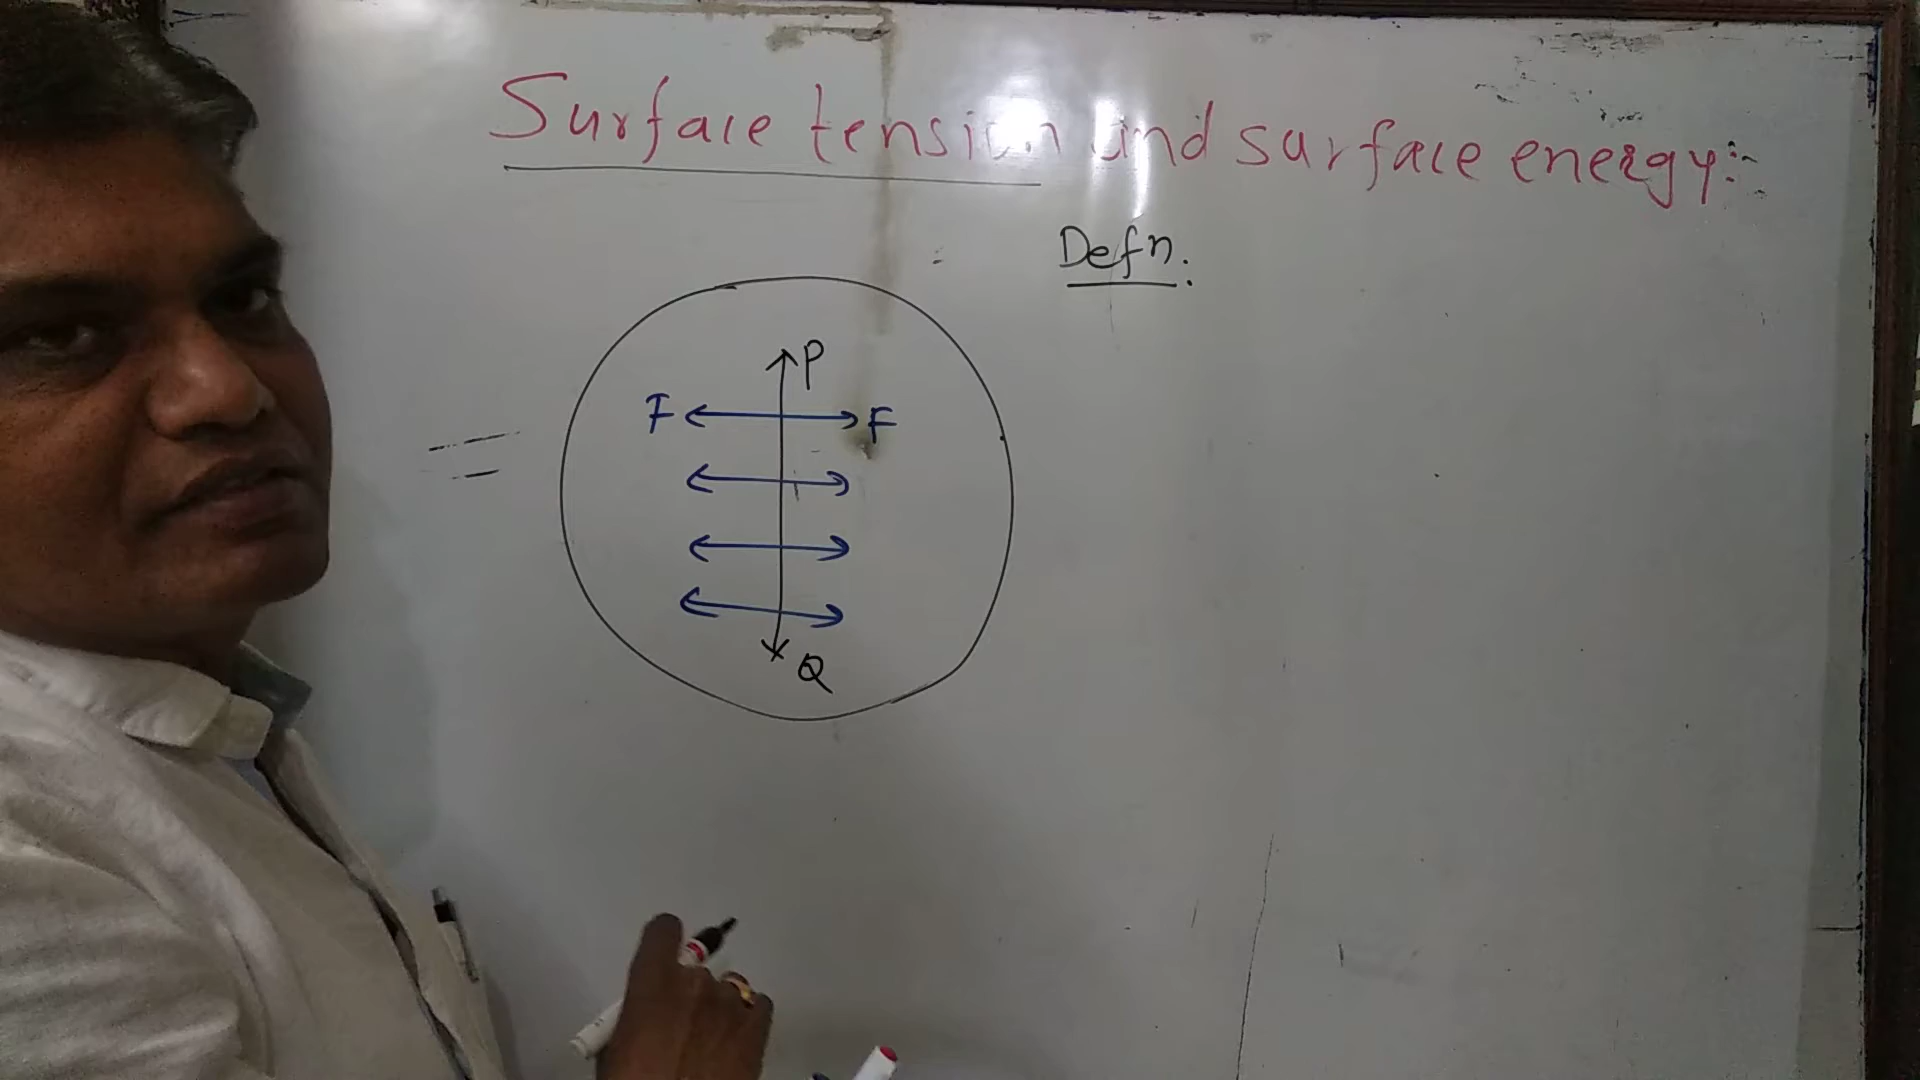 Surface tension and surface energy:-
Defn.
P
F F
Q